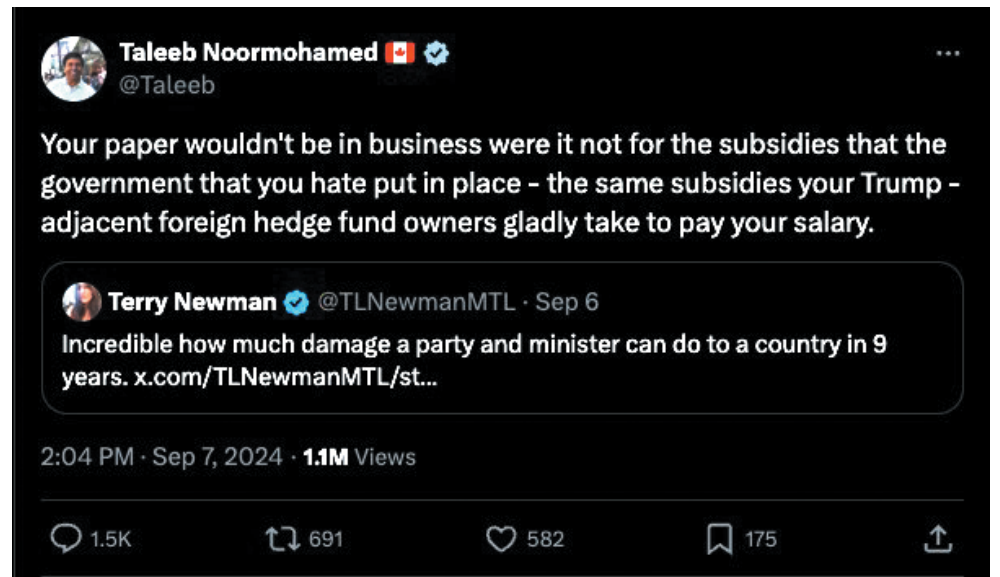 Taleeb Noormohamed
@Taleeb
Your paper wouldn't be in business were it not for the subsidies that the
government that you hate put in place - the same subsidies your Trump -
adjacent foreign hedge fund owners gladly take to pay your salary.
Terry Newman @TLNewmanMTL · Sep 6
Incredible how much damage a party and minister can do to a country in 9
years. x.com/TLNewmanMTL/st...
2:04 PM · Sep 7, 2024 · 1.1M Views
1.5K 691 582 175